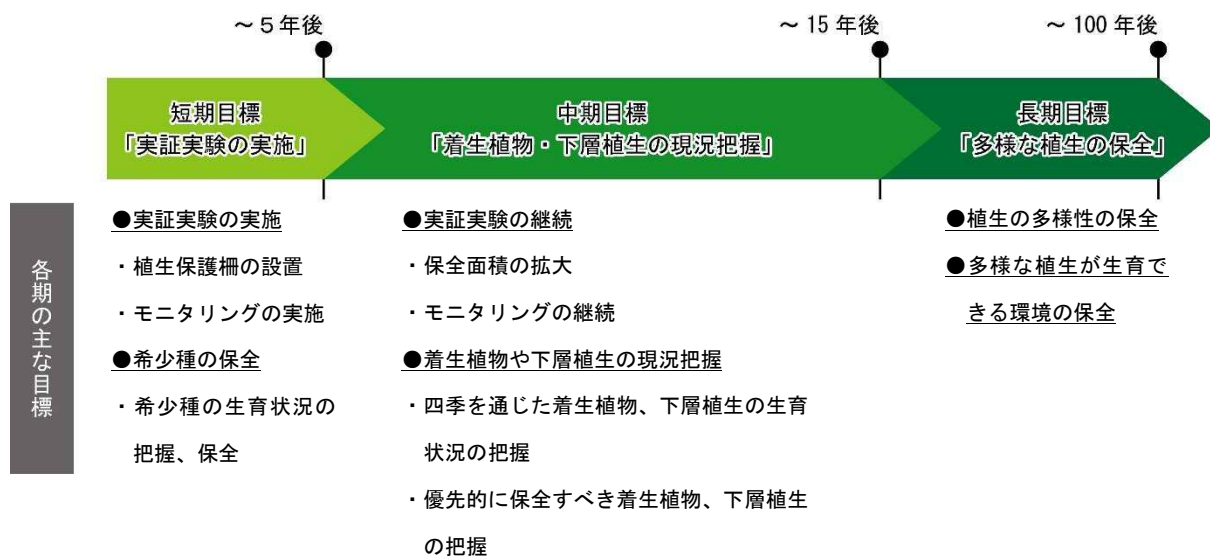 ～５年後
～15年後
～100年後
短期目標
「実証実験の実施」
中期目標
「着生植物・下層植生の現況把握」
長期目標
「多様な植生の保全」
各期の主な目標
●実証実験の実施
・植生保護柵の設置
・モニタリングの実施
●希少種の保全
・希少種の生育状況の
把握、保全
●実証実験の継続
・保全面積の拡大
・モニタリングの継続
●着生植物や下層植生の現況把握
・四季を通じた着生植物、下層植生の生育
状況の把握
・優先的に保全すべき着生植物、下層植生
の把握
●植生の多様性の保全
●多様な植生が生育で
きる環境の保全